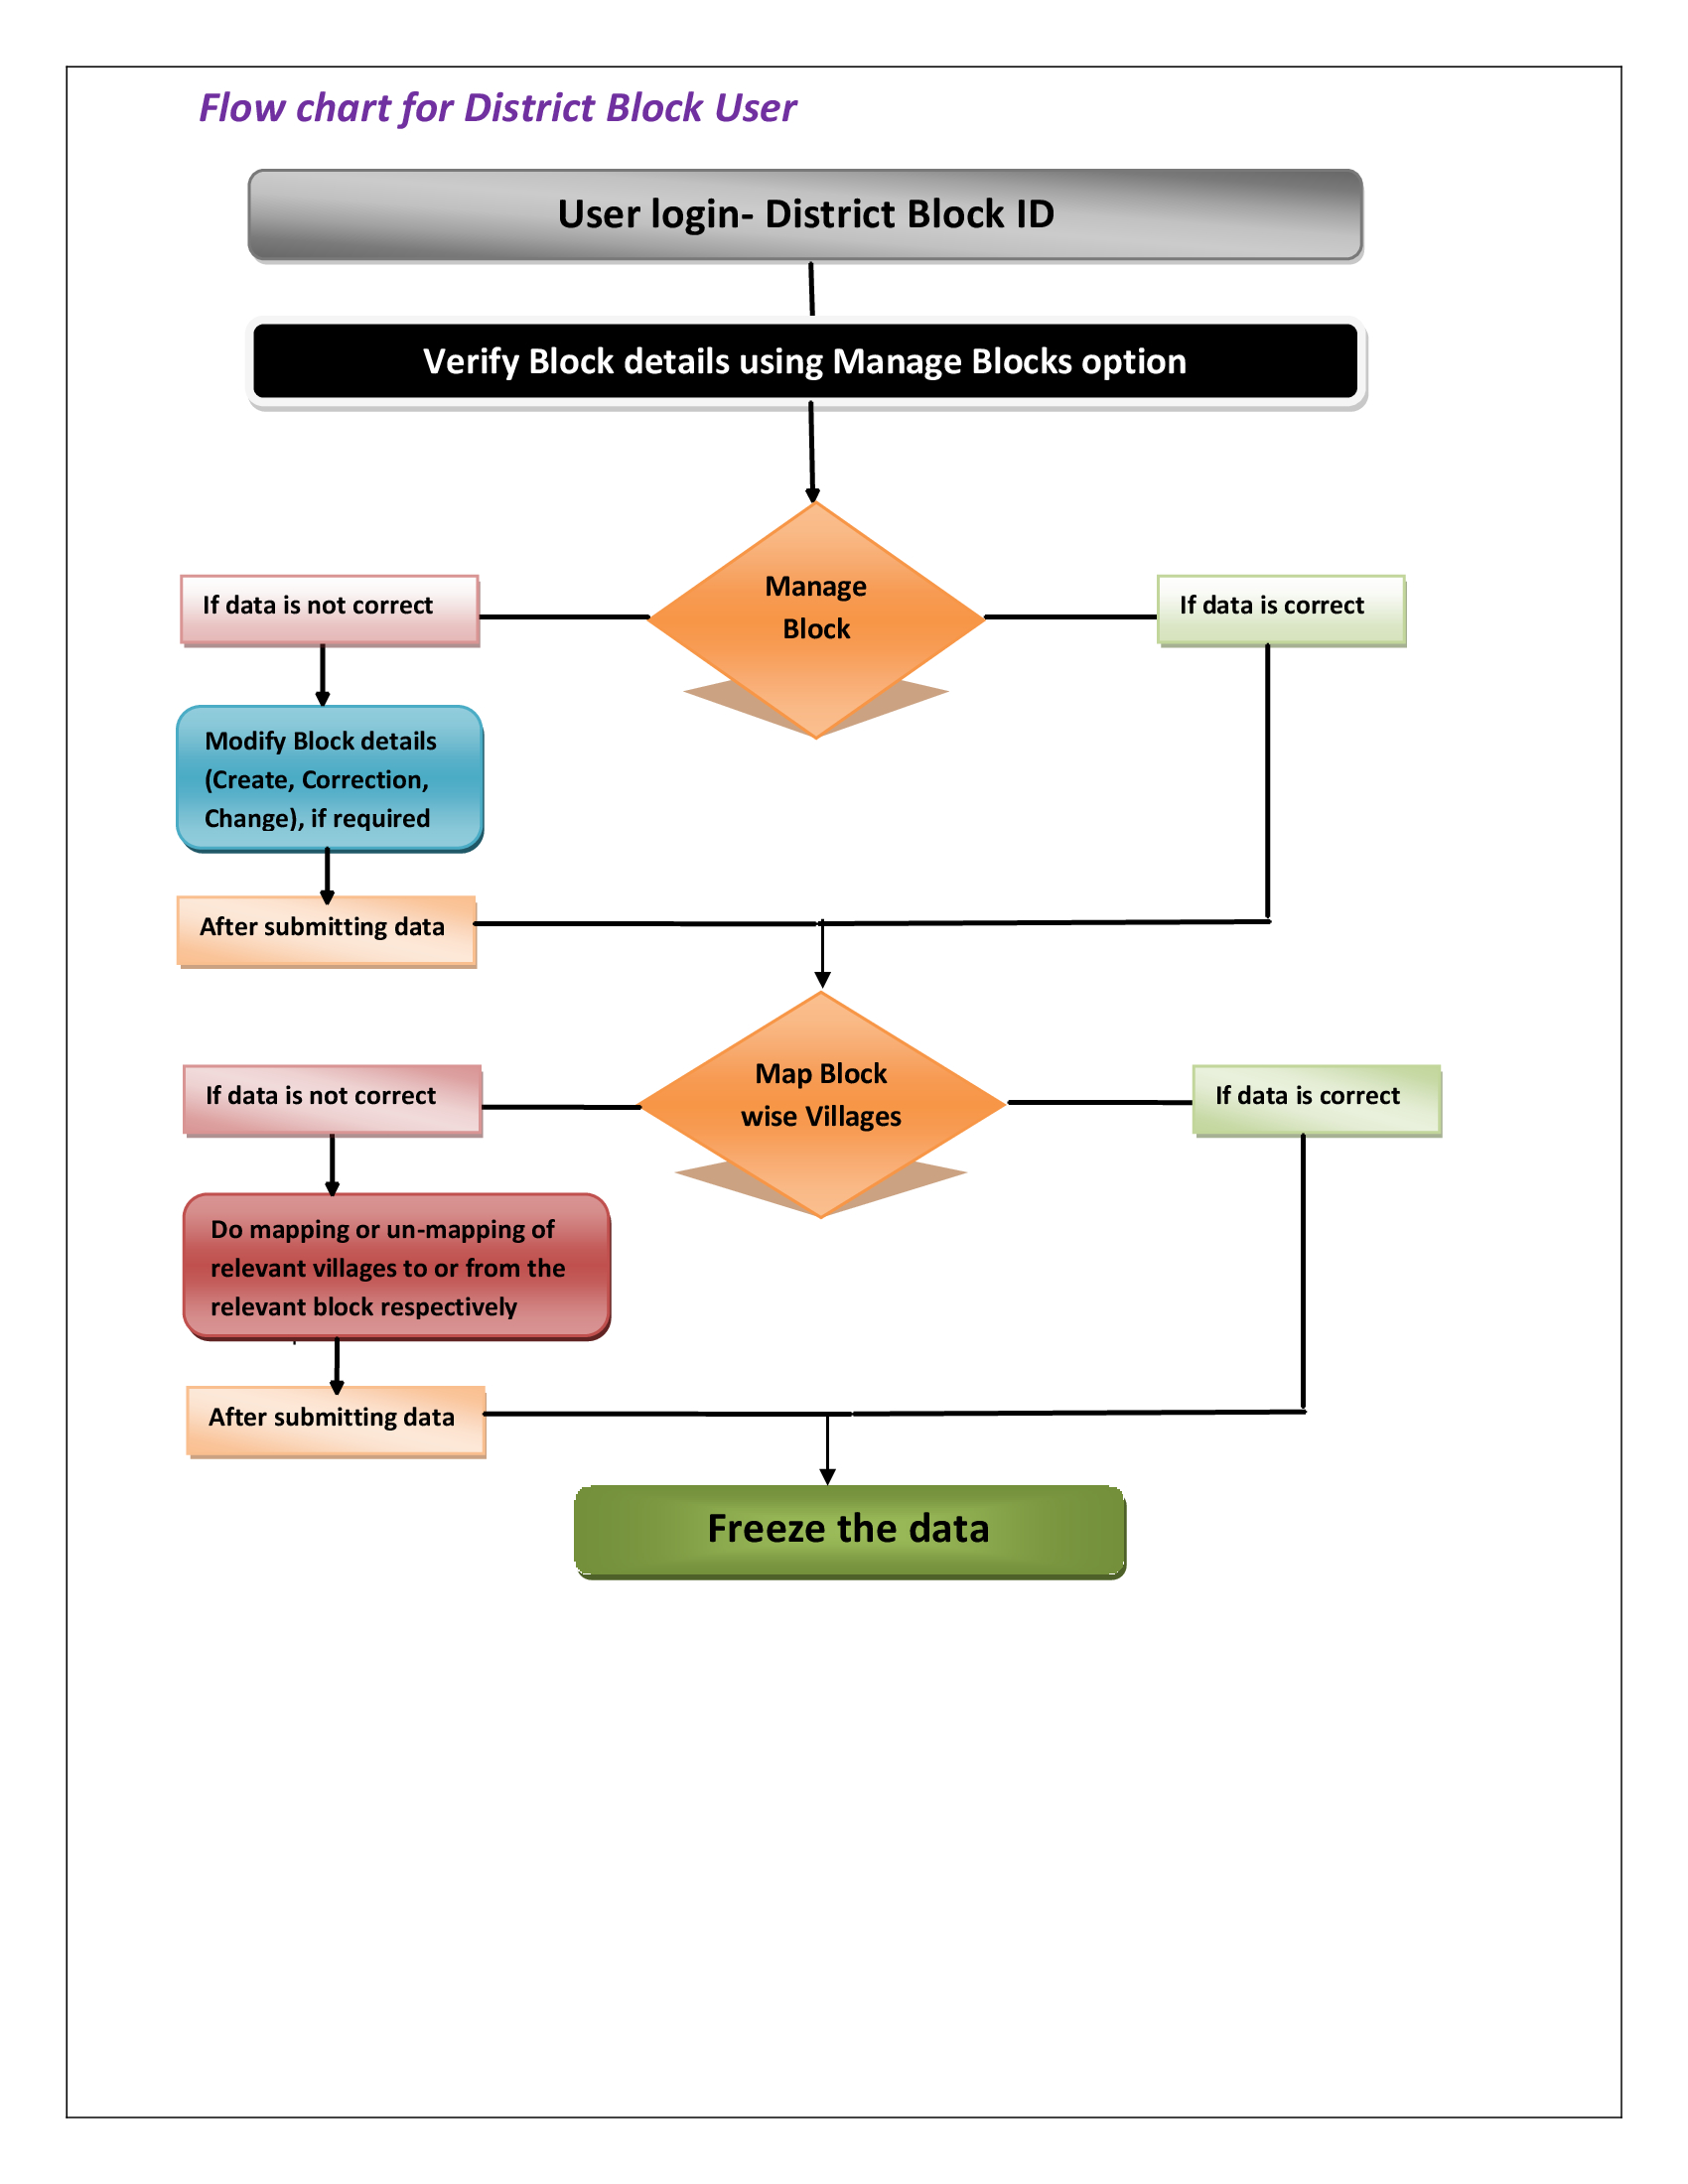 Flow chart for District Block User
User login- District Block ID
Verify Block details using Manage Blocks option
Manage
Block
If data is not correct
If data is correct
Modify Block details
(Create, Correction,
Change), if required
After submitting data
Map Block
wise Villages
If data is not correct
If data is correct
Do mapping or un-mapping of
relevant villages to or from the
relevant block respectively
After submitting data
Freeze the data